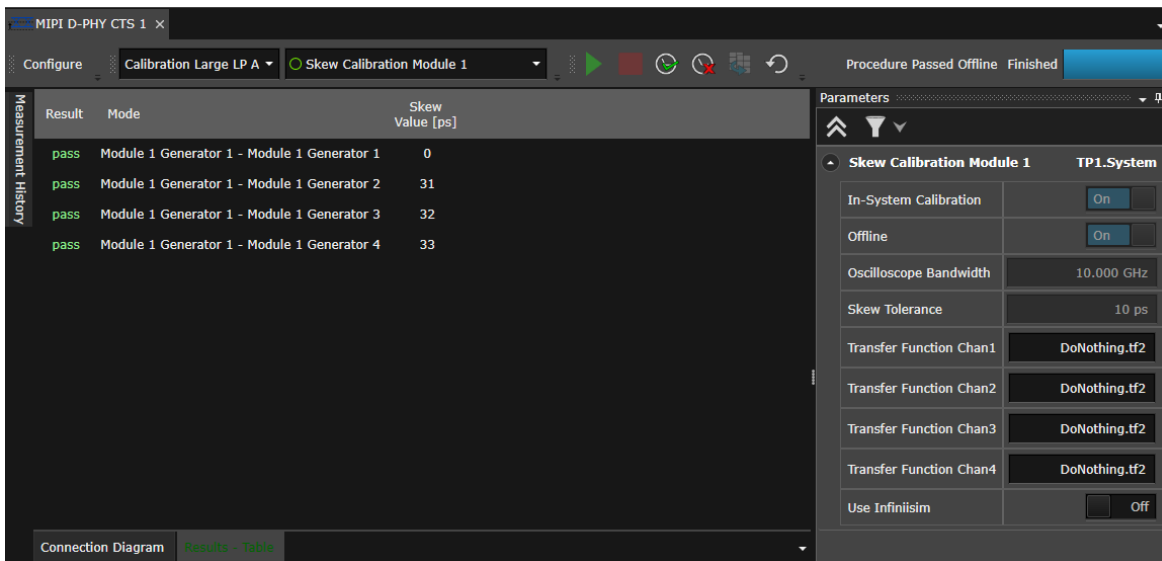 MIPI D-PHY CTS 1 ×
Configure
Calibration Large LP A
Skew Calibration Module 1
Procedure Passed Offline Finished
Measurement History
Result Mode Skew Value [ps]
pass Module 1 Generator 1 - Module 1 Generator 1 0
pass Module 1 Generator 1 - Module 1 Generator 2 31
pass Module 1 Generator 1 - Module 1 Generator 3 32
pass Module 1 Generator 1 - Module 1 Generator 4 33
Connection Diagram Results - Table
Parameters
Skew Calibration Module 1 TP1.System
In-System Calibration On
Offline On
Oscilloscope Bandwidth 10.000 GHz
Skew Tolerance 10 ps
Transfer Function Chan1 DoNothing.tf2
Transfer Function Chan2 DoNothing.tf2
Transfer Function Chan3 DoNothing.tf2
Transfer Function Chan4 DoNothing.tf2
Use Infiniisim Off